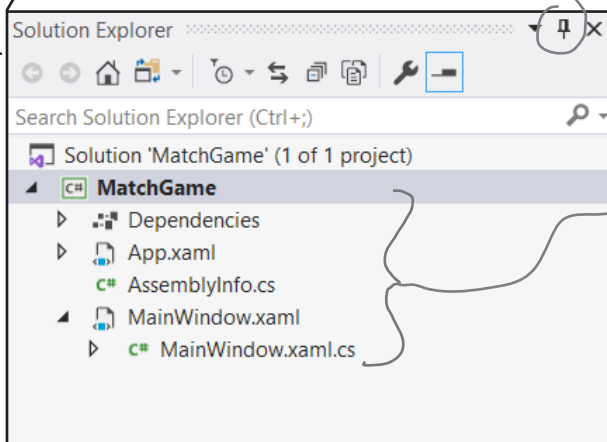 Solution Explorer
Search Solution Explorer (Ctrl+;)
Solution 'MatchGame' (1 of 1 project)
C# MatchGame
Dependencies
App.xaml
C# AssemblyInfo.cs
MainWindow.xaml
C# MainWindow.xaml.cs